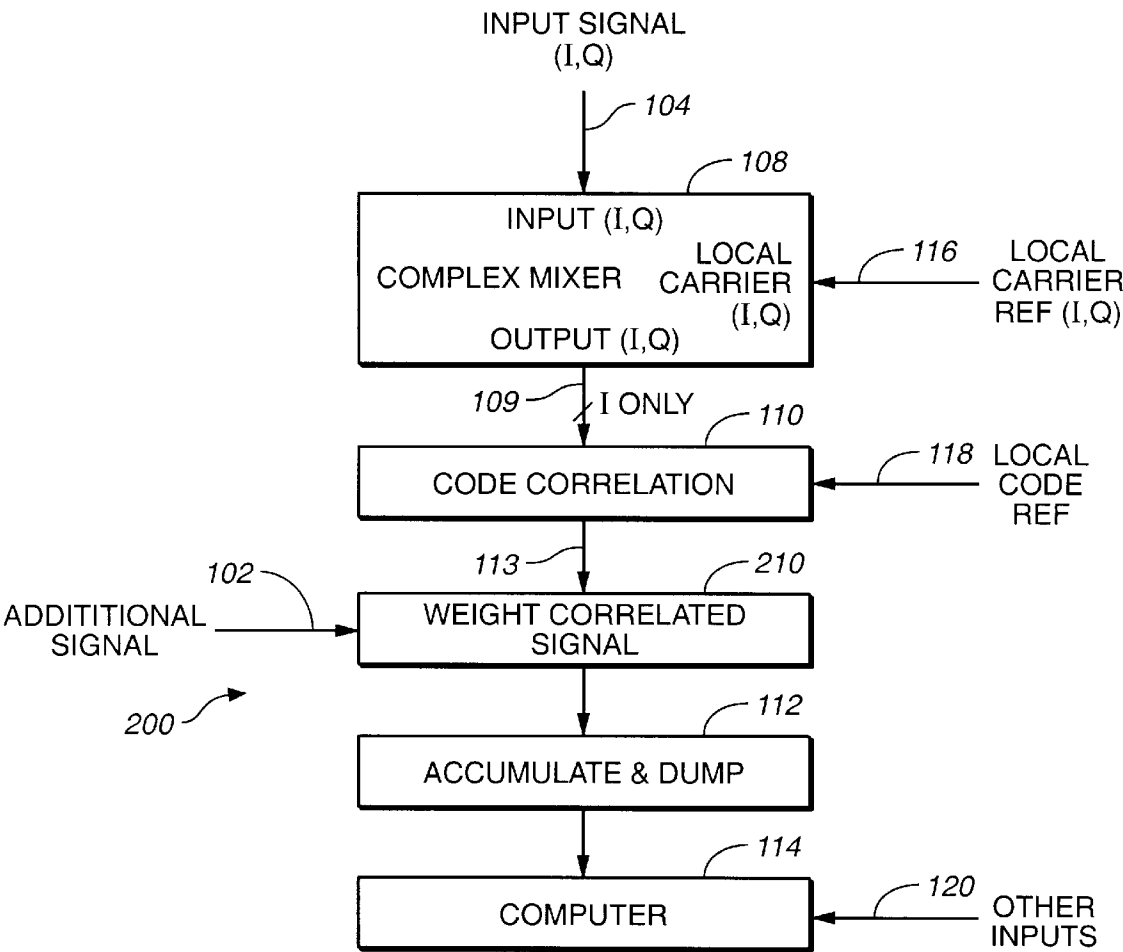 INPUT SIGNAL
(I,Q)
104
108
INPUT (I,Q)
COMPLEX MIXER
LOCAL
CARRIER
(I,Q)
OUTPUT (I,Q)
116
LOCAL
CARRIER
REF (I,Q)
109
I ONLY
110
CODE CORRELATION
118
LOCAL
CODE
REF
113
210
102
ADDITITIONAL
SIGNAL
WEIGHT CORRELATED
SIGNAL
200
112
ACCUMULATE & DUMP
114
COMPUTER
120
OTHER
INPUTS